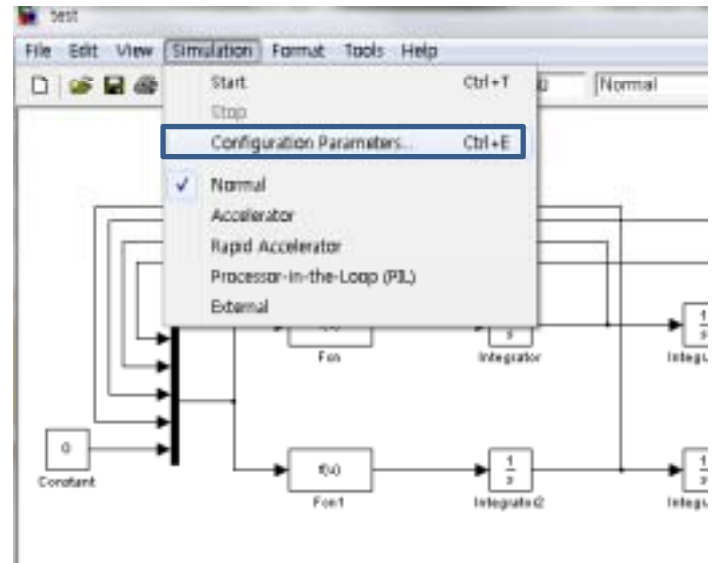 test
File Edit View Simulation Format Tools Help
Start Ctrl+T
Normal
Stop
Configuration Parameters... Ctrl+E
✓ Normal
Accelerator
Rapid Accelerator
Processor-in-the-Loop (PIL)
External
1
s
Fcn Integrator
0
Constant
f(u)
1
s
1
s
Fcn1 Integrator2